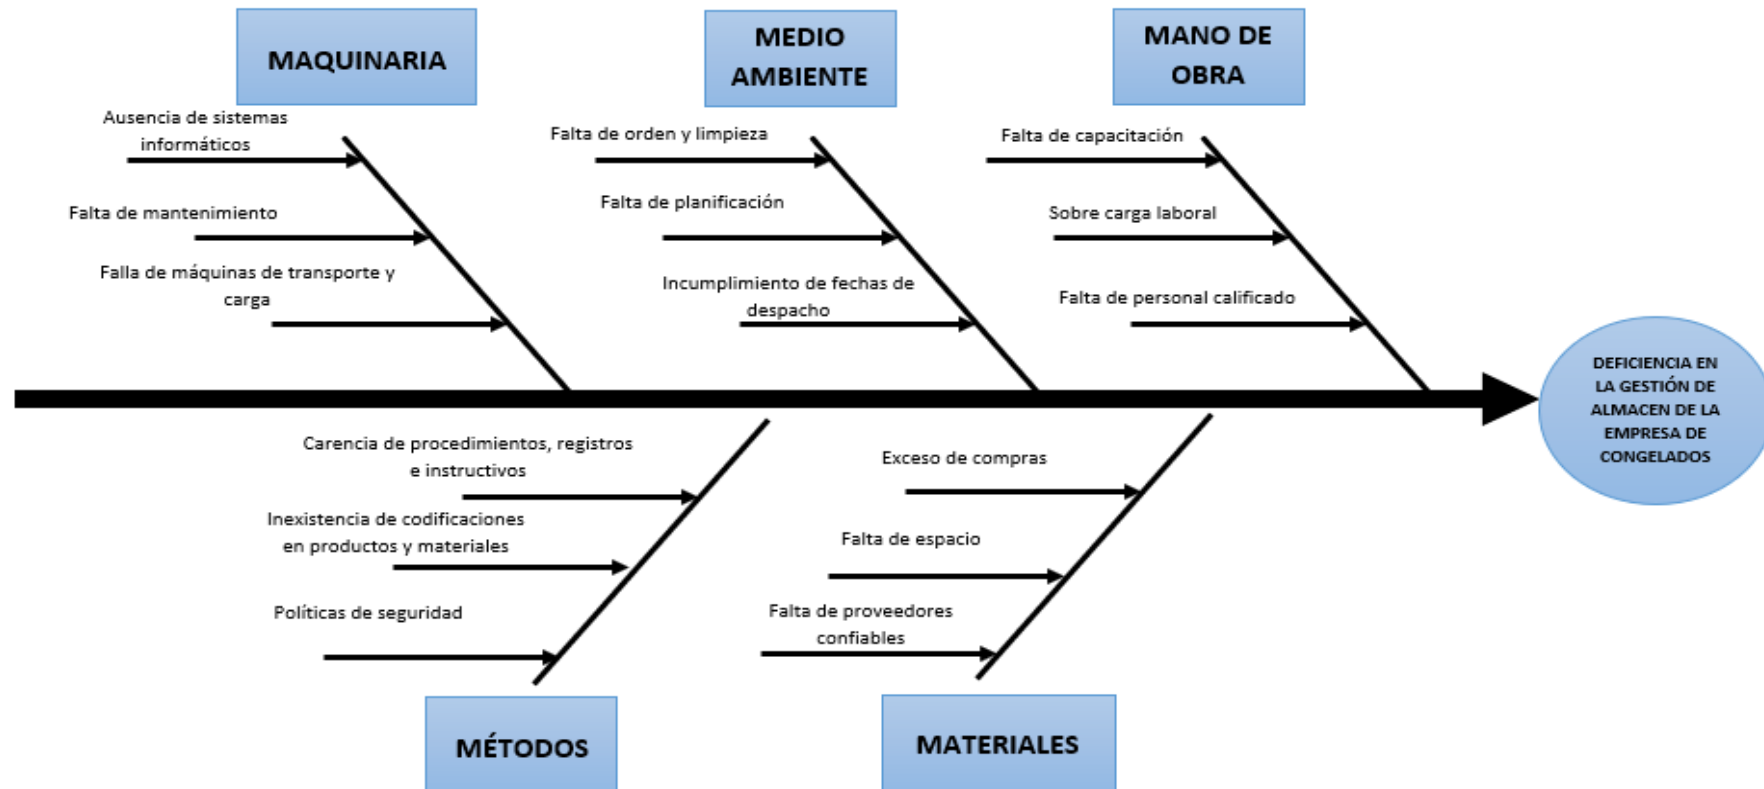 MAQUINARIA
MEDIO
AMBIENTE
MANO DE
OBRA
Ausencia de sistemas
informáticos
Falta de mantenimiento
Falla de máquinas de transporte y
carga
Falta de orden y limpieza
Falta de planificación
Incumplimiento de fechas de
despacho
Falta de capacitación
Sobre carga laboral
Falta de personal calificado
DEFICIENCIA EN
LA GESTIÓN DE
ALMACEN DE LA
EMPRESA DE
CONGELADOS
Carencia de procedimientos, registros
e instructivos
Inexistencia de codificaciones
en productos y materiales
Políticas de seguridad
Exceso de compras
Falta de espacio
Falta de proveedores
confiables
MÉTODOS
MATERIALES